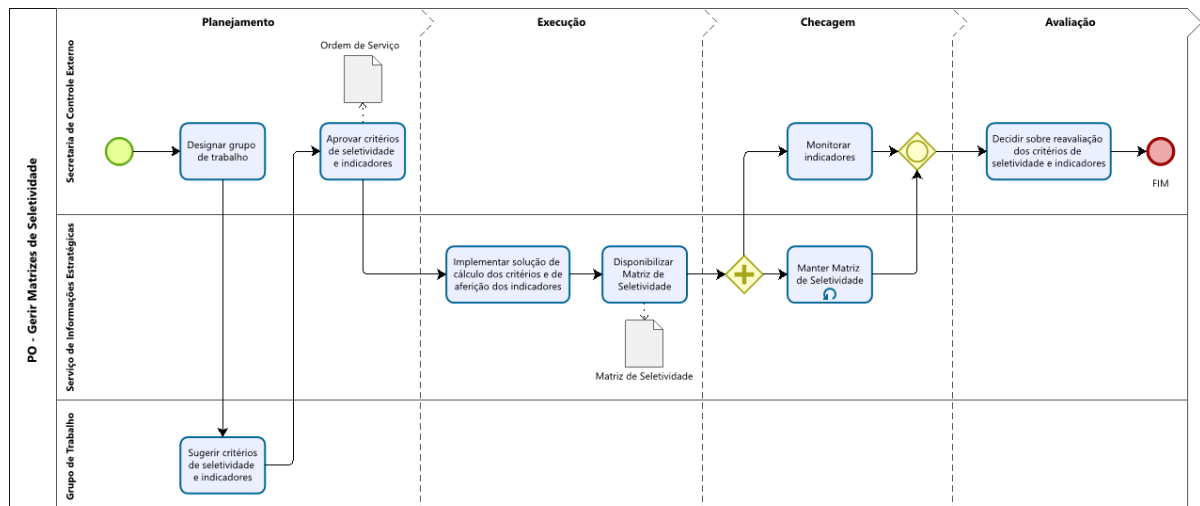 PO - Gerir Matrizes de Seletividade
Planejamento
Execução
Checagem
Avaliação
Secretaria de Controle Externo
Designar grupo
de trabalho
Ordem de Serviço
Aprovar critérios
de seletividade
e indicadores
Monitorar
indicadores
Decidir sobre reavaliação
dos critérios de
seletividade e indicadores
FIM
Serviço de Informações Estratégicas
Implementar solução de
cálculo dos critérios e de
aferição dos indicadores
Disponibilizar
Matriz de
Seletividade
Matriz de Seletividade
Manter Matriz
de Seletividade
Grupo de Trabalho
Sugerir critérios
de seletividade
e indicadores